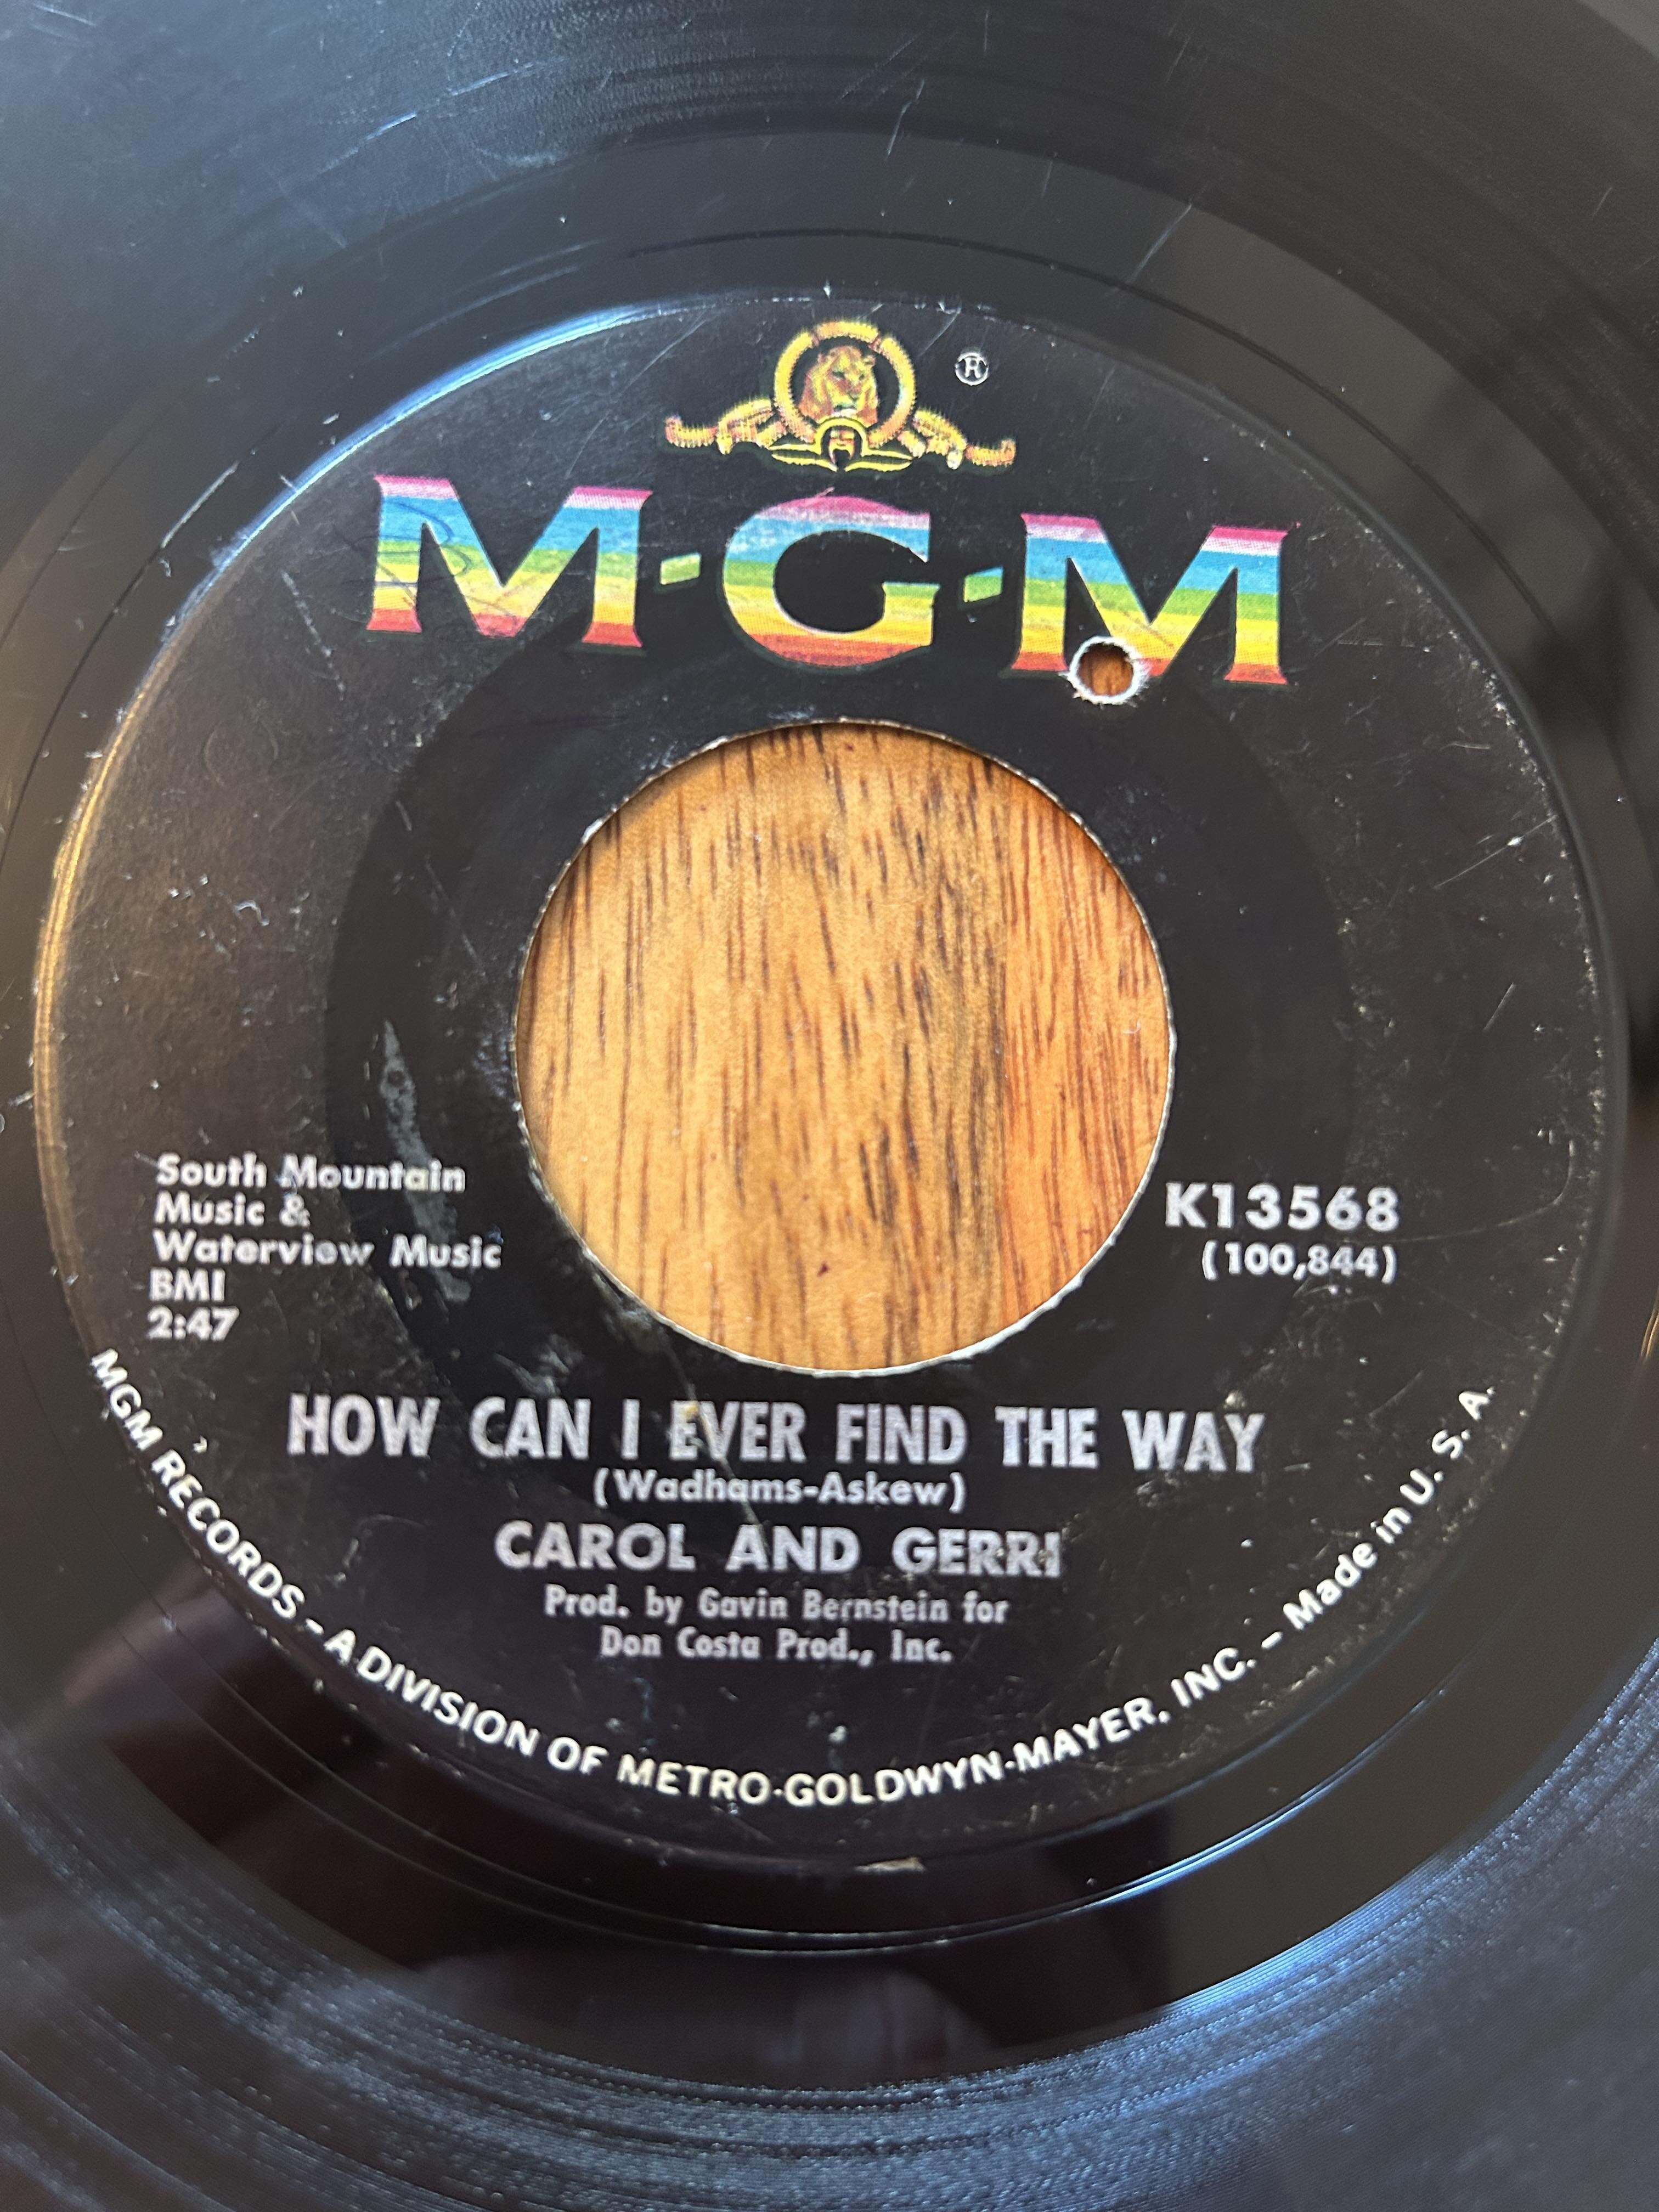 ®
M·G·M
South Mountain
Music &
Waterview Music
BMI
2:47
K13568
(100,844)
HOW CAN I EVER FIND THE WAY
(Wadhams-Askew)
CAROL AND GERRI
Prod. by Gavin Bernstein for
Don Costa Prod., Inc.
MGM RECORDS – A DIVISION OF METRO-GOLDWYN-MAYER, INC. – Made in U. S. A.